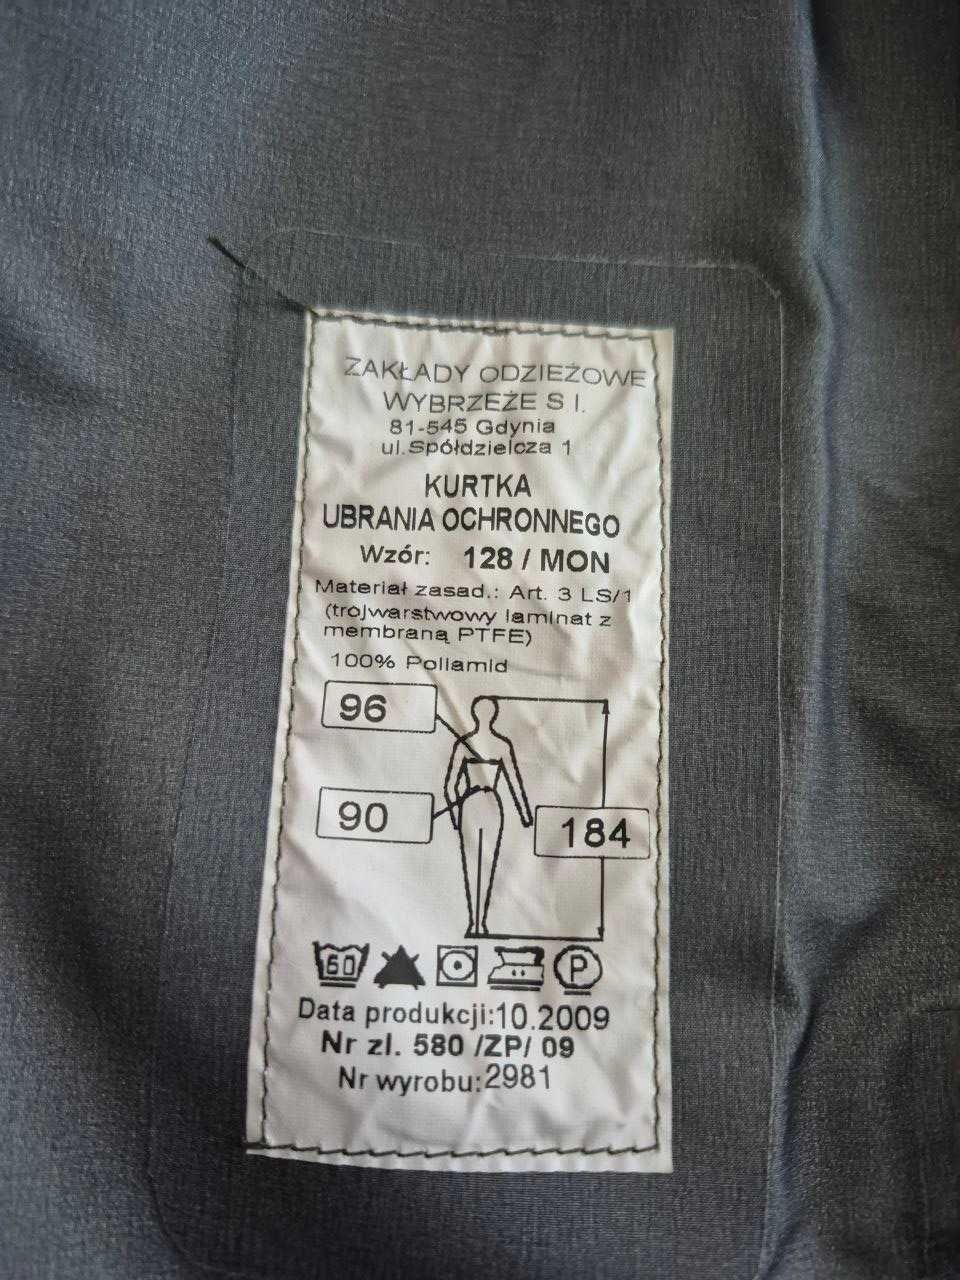 ZAKŁADY ODZIEŻOWE
WYBRZEŻE S I.
81-545 Gdynia
ul.Spółdzielcza 1
KURTKA
UBRANIA OCHRONNEGO
Wzór: 128 / MON
Materiał zasad.: Art. 3 LS/1
(trójwarstwowy laminat z
membraną PTFE)
100% Poliamid
96
90
184
60
P
Data produkcji:10.2009
Nr zl. 580 /ZP/ 09
Nr wyrobu:2981